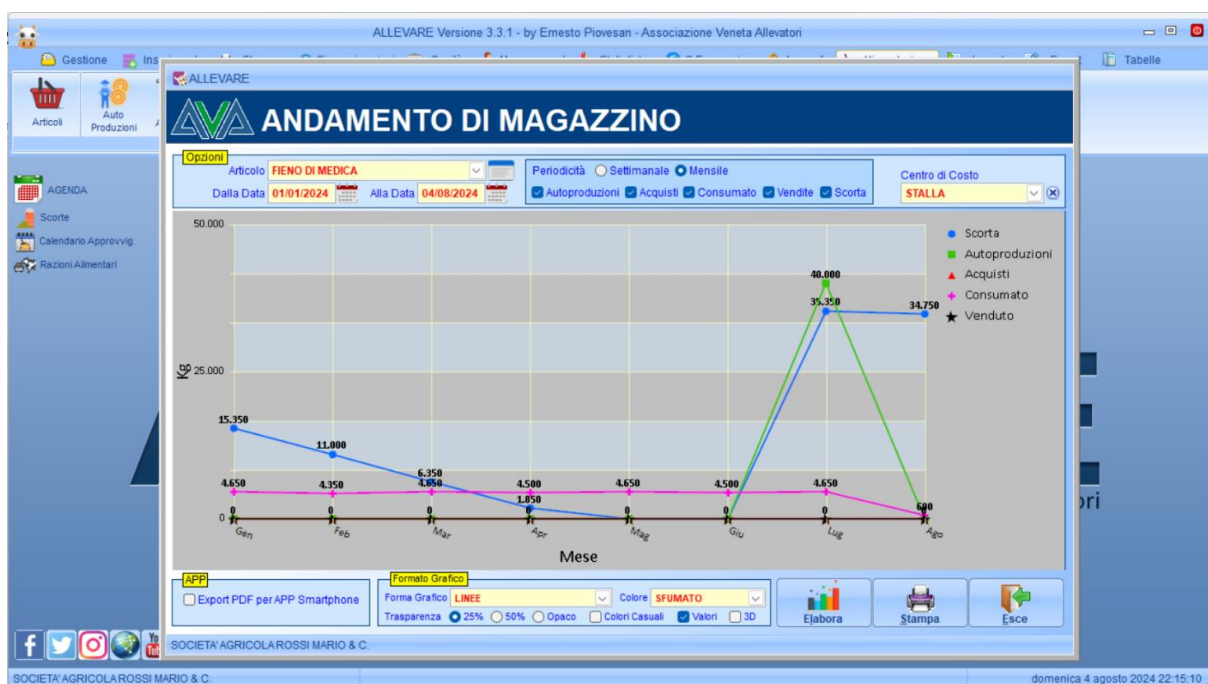 ALLEVARE Versione 3.3.1 - by Ernesto Piovesan - Associazione Veneta Allevatori
Gestione
Tabelle
Articoli
Auto Produzioni
AGENDA
Scorte
Calendario Approvvig.
Razioni Alimentari
ALLEVARE
AVA ANDAMENTO DI MAGAZZINO
Opzioni
Articolo FIENO DI MEDICA
Periodicità Settimanale Mensile
Centro di Costo
Dalla Data 01/01/2024 Alla Data 04/08/2024
Autoproduzioni Acquisti Consumato Vendite Scorta
STALLA
50.000
Scorta
Autoproduzioni
Acquisti
Consumato
Venduto
40.000
35.350
34.750
Kg
25.000
15.350
11.000
6.350
4.650 4.350 4.650 4.500 4.650 4.500 4.650
1.850
600
0 0 0 0 0 0 0 0
Gen Feb Mar Apr Mag Giu Lug Ago
Mese
APP
Export PDF per APP Smartphone
Formato Grafico
Forma Grafico LINEE Colore SFUMATO
Trasparenza 25% 50% Opaco Colori Casuali Valori 3D
Elabora
Stampa
Esce
SOCIETA' AGRICOLA ROSSI MARIO & C.
SOCIETA' AGRICOLA ROSSI MARIO & C.
domenica 4 agosto 2024 22:15:10